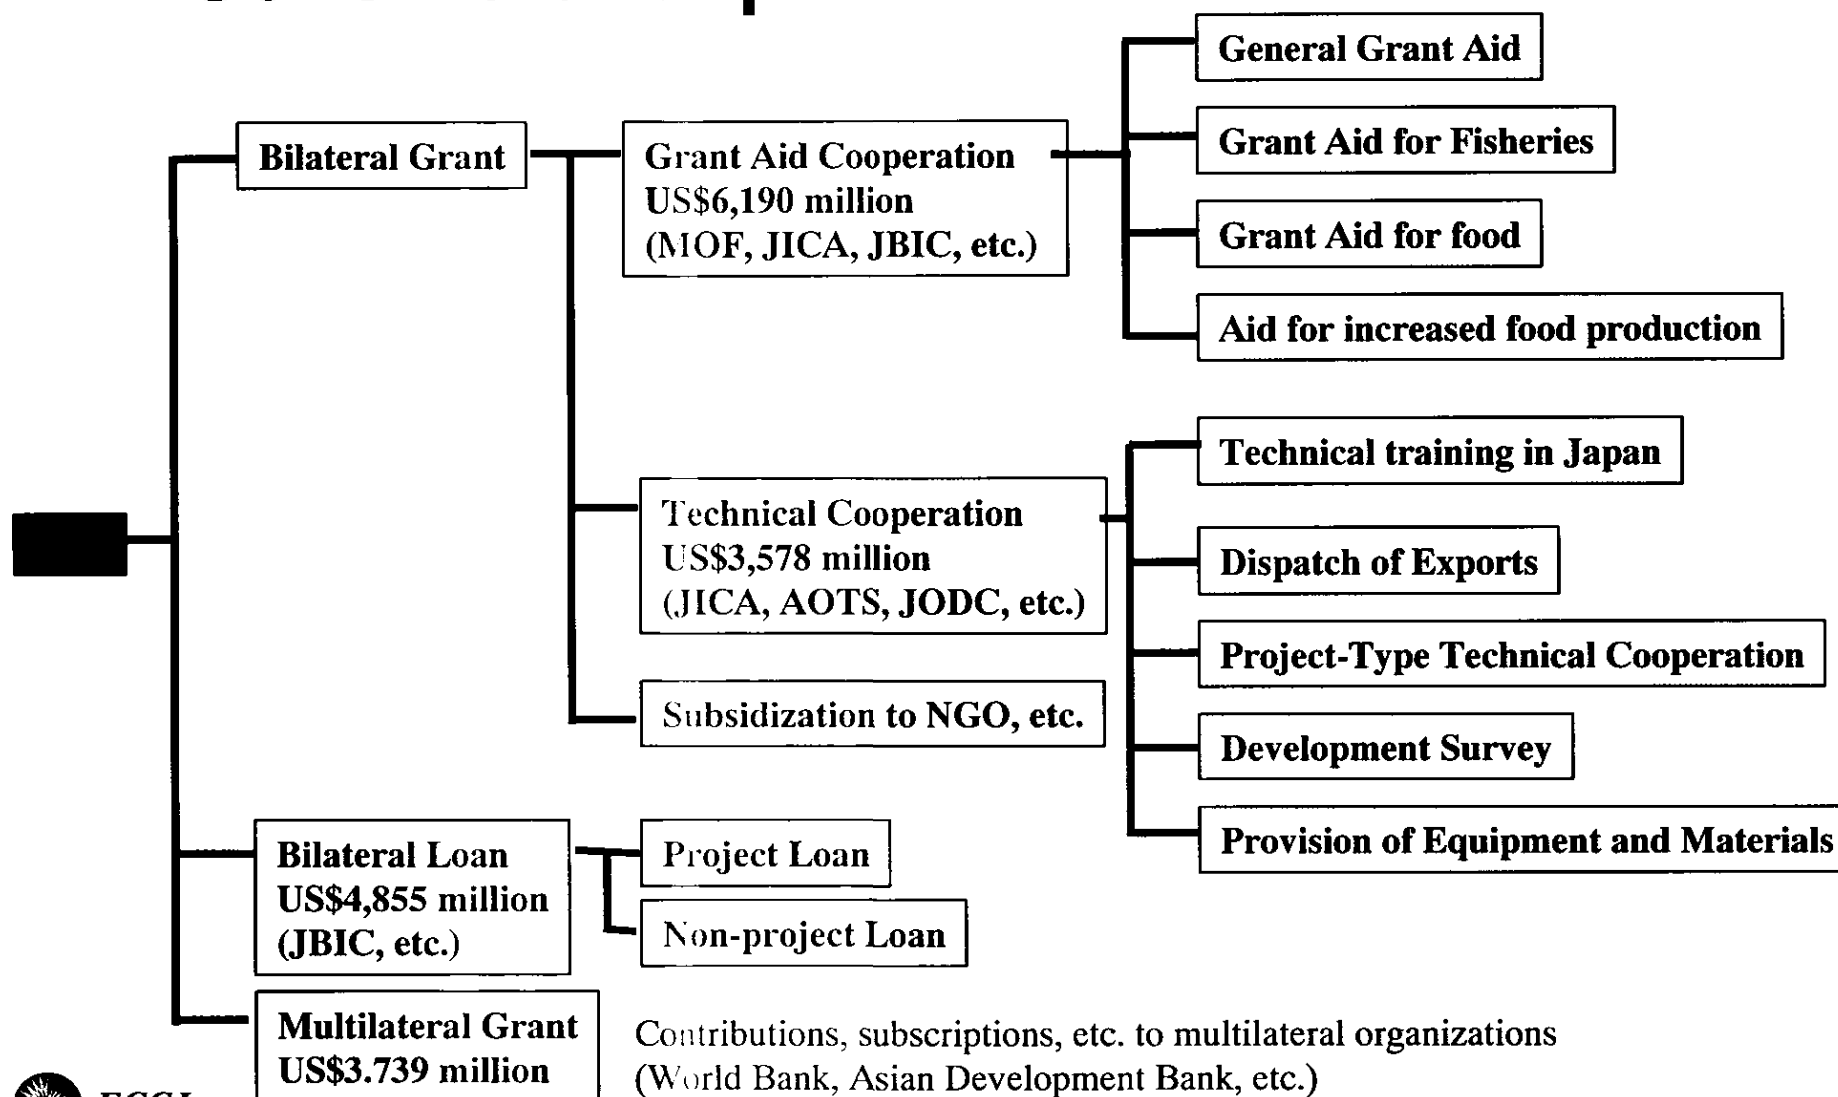 General Grant Aid
Bilateral Grant
Grant Aid Cooperation
US$6,190 million
(MOF, JICA, JBIC, etc.)
Grant Aid for Fisheries
Grant Aid for food
Aid for increased food production
Technical Cooperation
US$3,578 million
(JICA, AOTS, JODC, etc.)
Technical training in Japan
Dispatch of Exports
Project-Type Technical Cooperation
Development Survey
Provision of Equipment and Materials
Subsidization to NGO, etc.
Bilateral Loan
US$4,855 million
(JBIC, etc.)
Project Loan
Non-project Loan
Multilateral Grant
US$3.739 million
Contributions, subscriptions, etc. to multilateral organizations
(World Bank, Asian Development Bank, etc.)